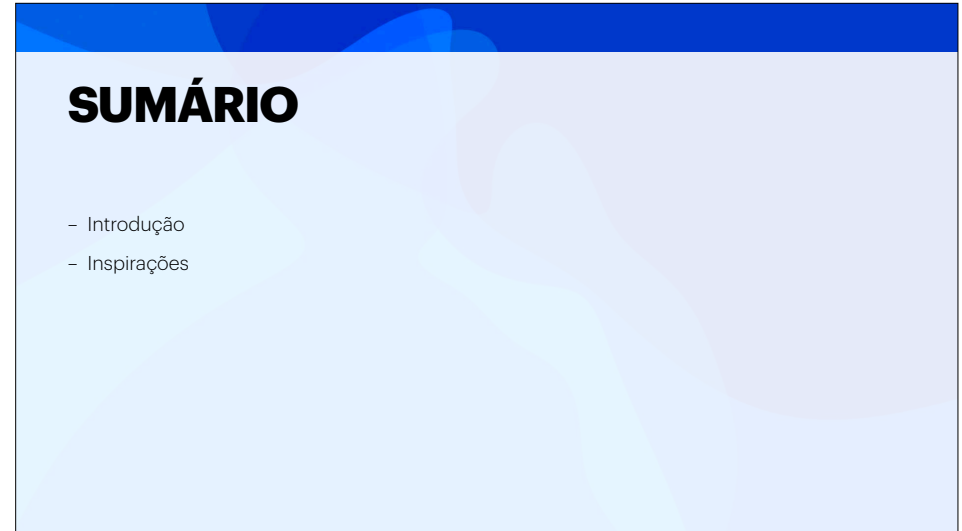 SUMÁRIO
– Introdução
– Inspirações